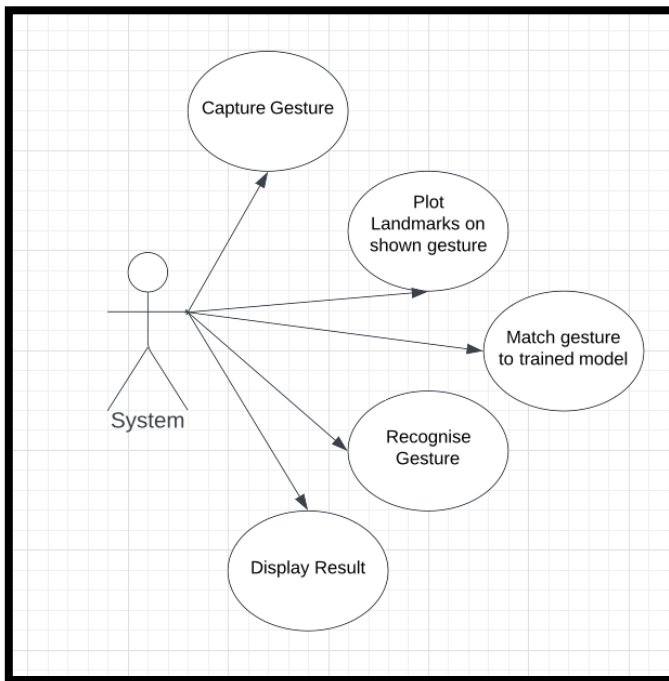 Capture Gesture
Plot
Landmarks on
shown gesture
Match gesture
to trained model
System
Recognise
Gesture
Display Result